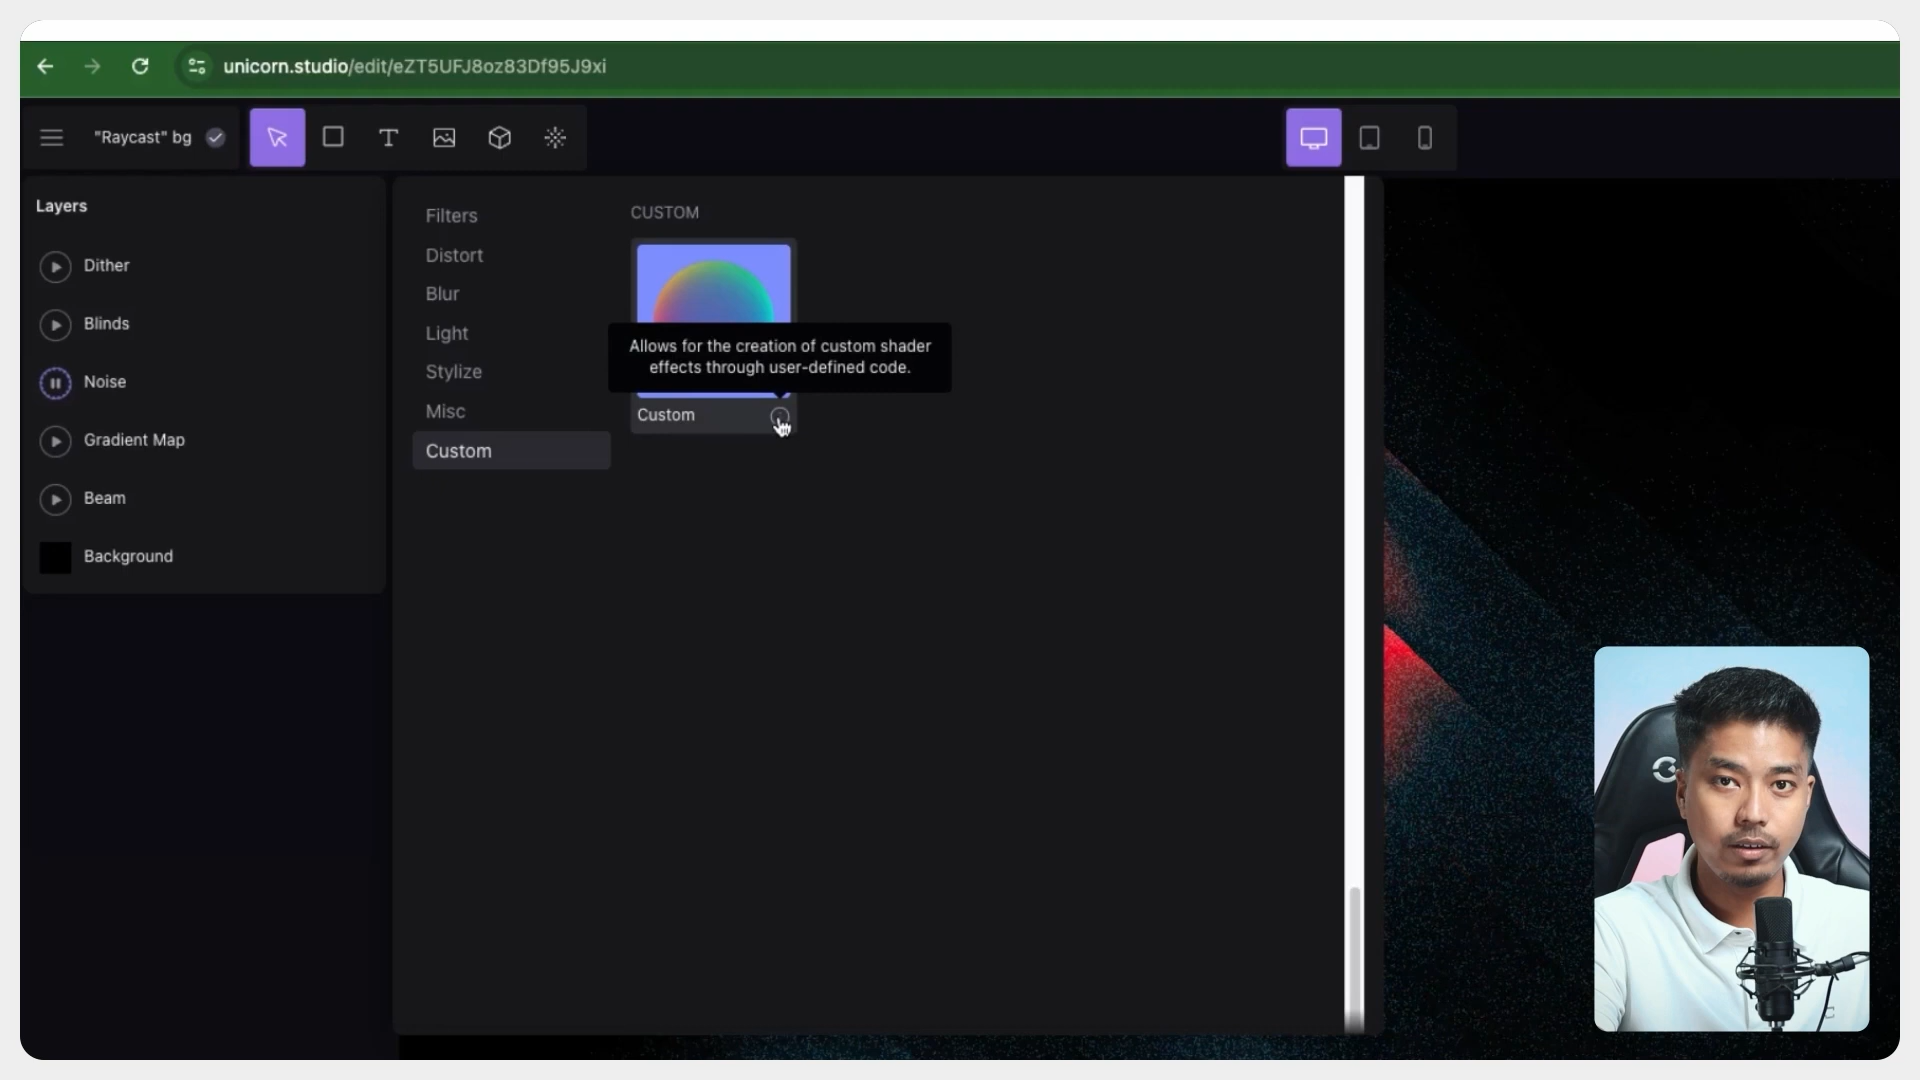 unicorn.studio/edit/eZT5UFJ8oz83Df95J9xi
"Raycast" bg
Layers
Dither
Blinds
Noise
Gradient Map
Beam
Background
Filters
Distort
Blur
Light
Stylize
Misc
Custom
CUSTOM
Allows for the creation of custom shader
effects through user-defined code.
Custom